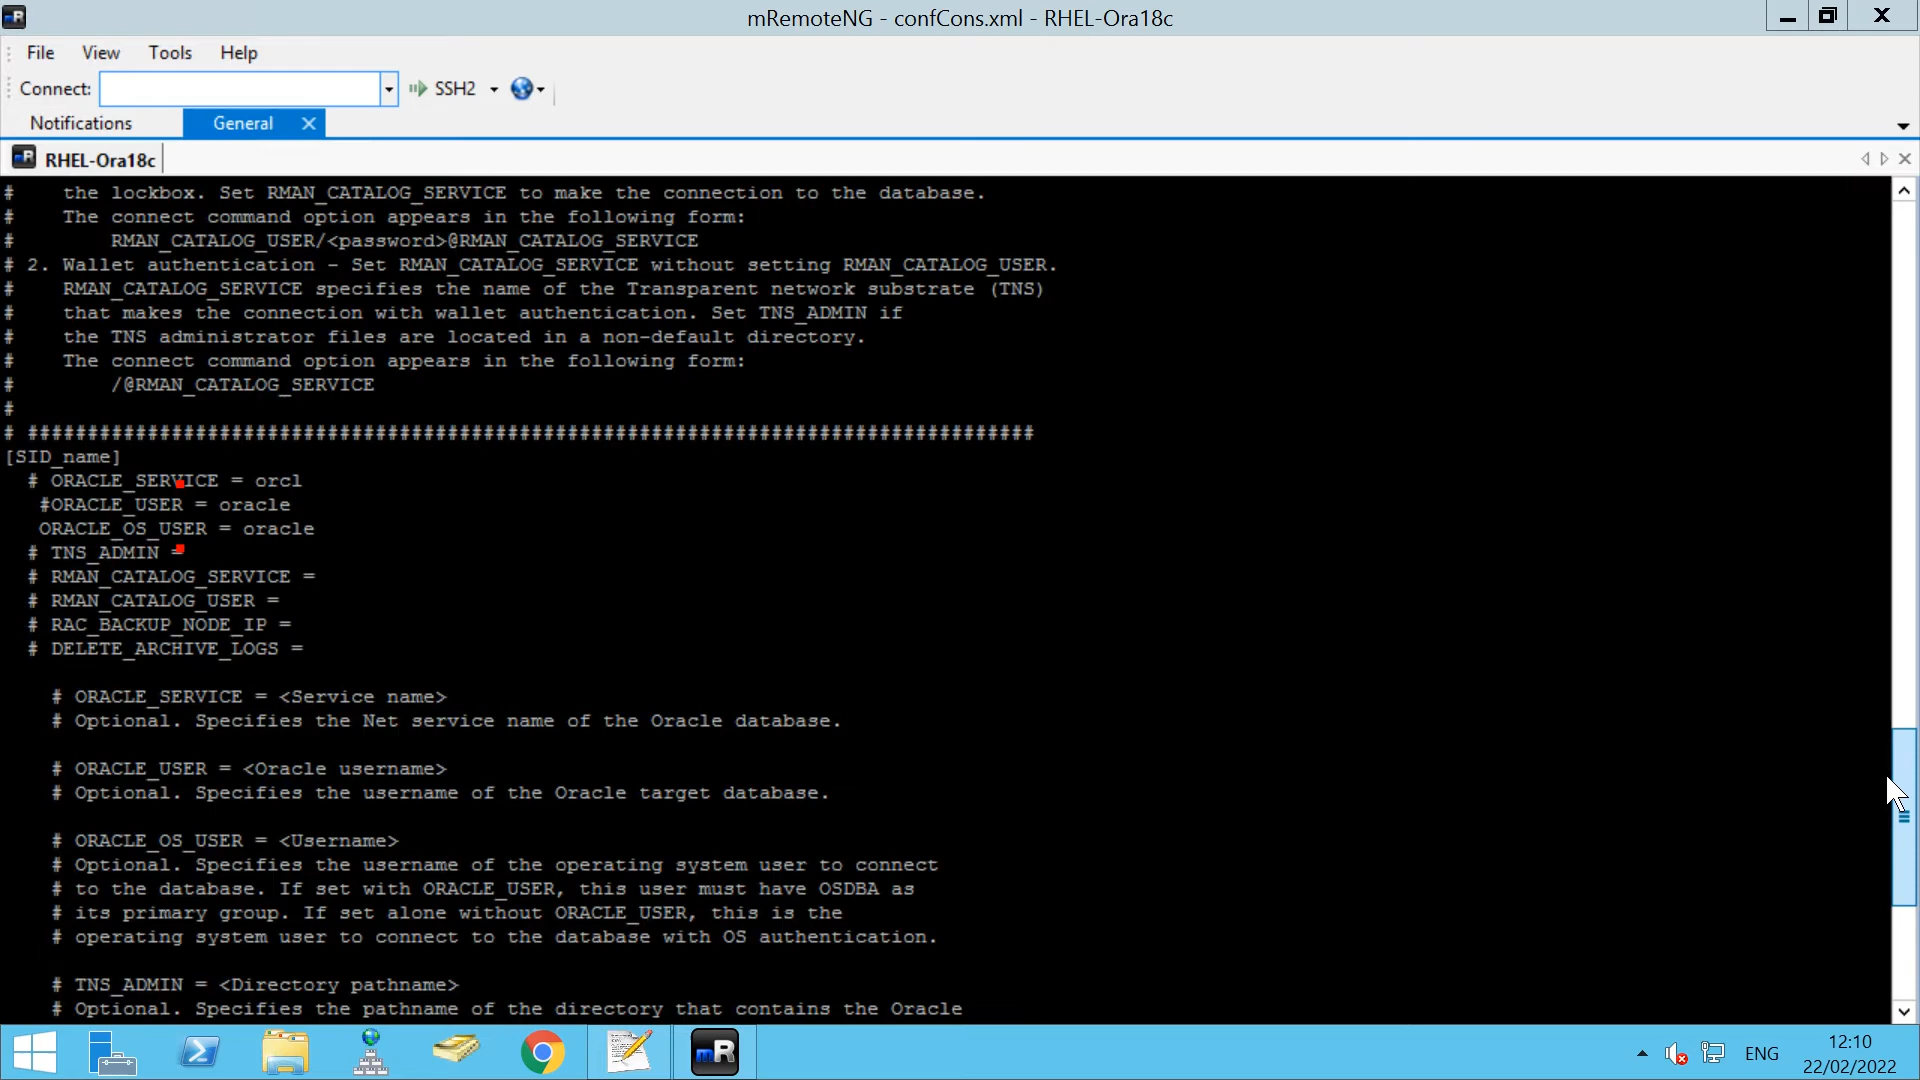 mRemoteNG - confCons.xml - RHEL-Ora18c
File View Tools Help
Connect: SSH2
Notifications General
RHEL-Ora18c
#    the lockbox. Set RMAN_CATALOG_SERVICE to make the connection to the database.
#    The connect command option appears in the following form:
#        RMAN_CATALOG_USER/<password>@RMAN_CATALOG_SERVICE
# 2. Wallet authentication - Set RMAN_CATALOG_SERVICE without setting RMAN_CATALOG_USER.
#    RMAN_CATALOG_SERVICE specifies the name of the Transparent network substrate (TNS)
#    that makes the connection with wallet authentication. Set TNS_ADMIN if
#    the TNS administrator files are located in a non-default directory.
#    The connect command option appears in the following form:
#        /@RMAN_CATALOG_SERVICE
#
# ####################################################################################
[SID_name]
  # ORACLE_SERVICE = orcl
   #ORACLE_USER = oracle
   ORACLE_OS_USER = oracle
  # TNS_ADMIN =
  # RMAN_CATALOG_SERVICE =
  # RMAN_CATALOG_USER =
  # RAC_BACKUP_NODE_IP =
  # DELETE_ARCHIVE_LOGS =
    # ORACLE_SERVICE = <Service name>
    # Optional. Specifies the Net service name of the Oracle database.
    # ORACLE_USER = <Oracle username>
    # Optional. Specifies the username of the Oracle target database.
    # ORACLE_OS_USER = <Username>
    # Optional. Specifies the username of the operating system user to connect
    # to the database. If set with ORACLE_USER, this user must have OSDBA as
    # its primary group. If set alone without ORACLE_USER, this is the
    # operating system user to connect to the database with OS authentication.
    # TNS_ADMIN = <Directory pathname>
    # Optional. Specifies the pathname of the directory that contains the Oracle
mR
ENG
12:10
22/02/2022